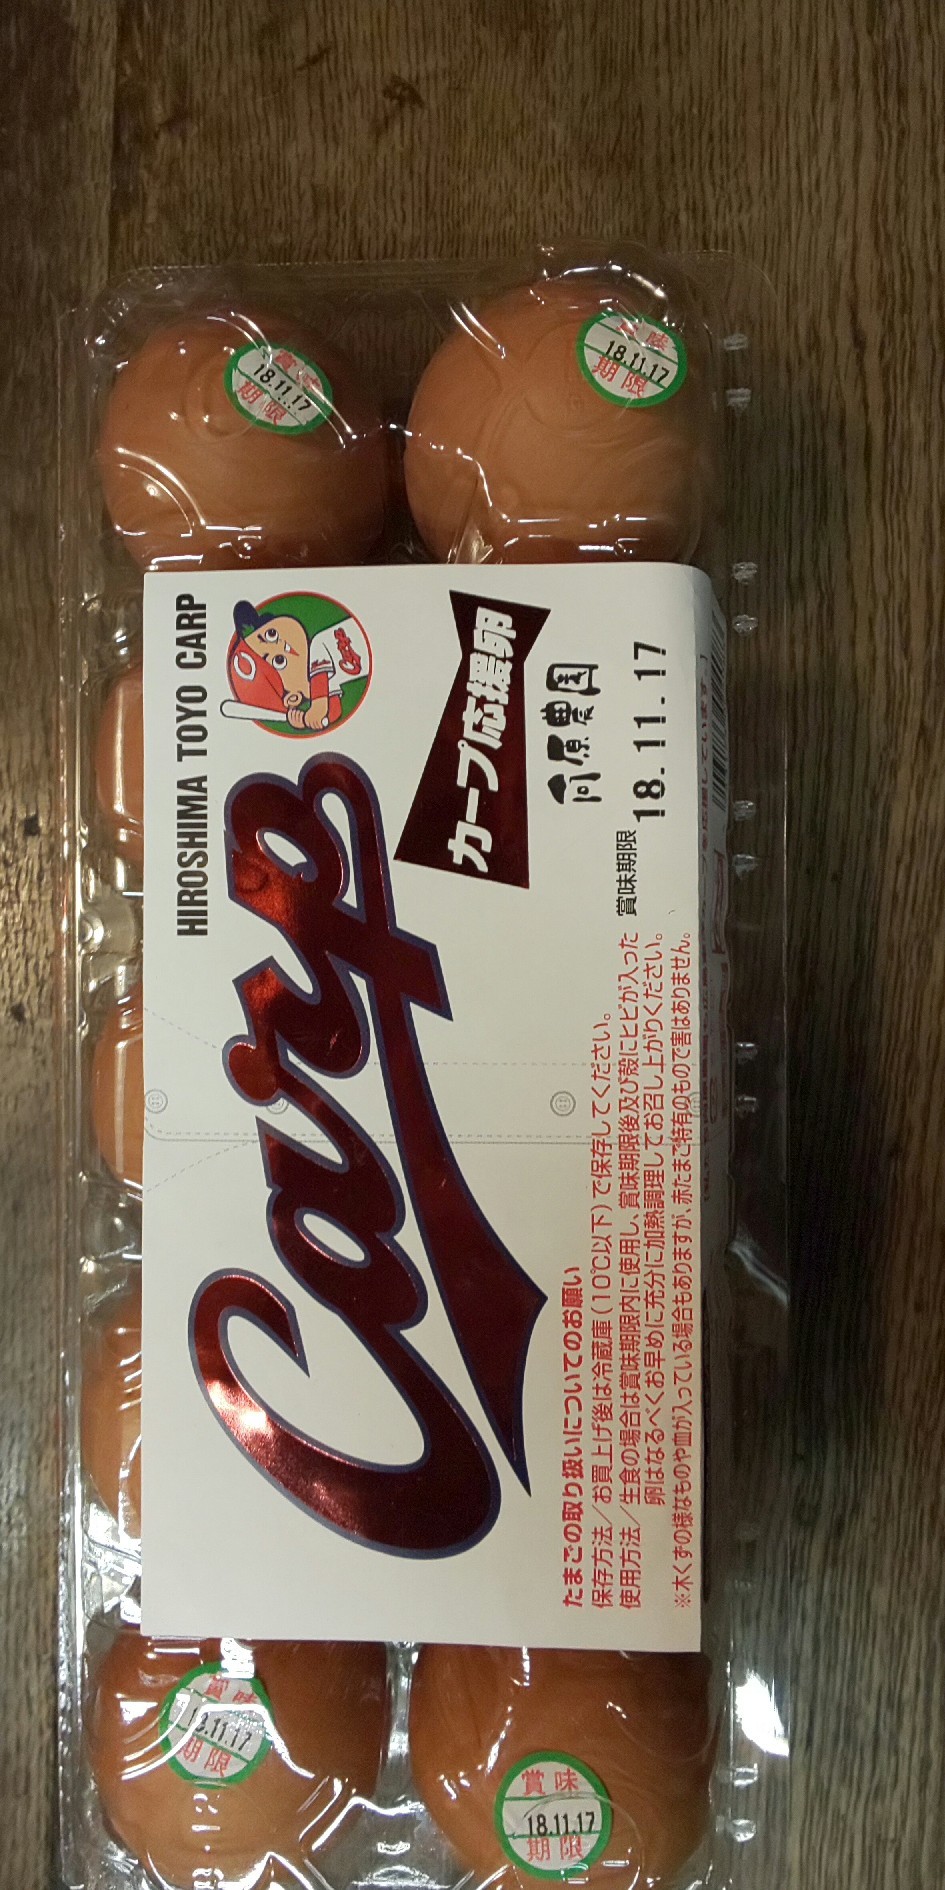 HIROSHIMA TOYO CARP
Carp
Carp
カープ応援卵
向原農園
賞味期限
18.11.17
たまごの取り扱いについてのお願い
保存方法/お買上げ後は冷蔵庫(10℃以下)で保存してください。
使用方法/生食の場合は賞味期限内に使用し、賞味期限後及び殻にヒビが入った
卵はなるべくお早めに充分に加熱調理してお召し上がりください。
※木くずの様なものや血が入っている場合もありますが、赤たまご特有のもので害はありません。
賞味
18.11.17
期限
賞味
18.11.17
期限
賞味
18.11.17
期限
賞味
18.11.17
期限